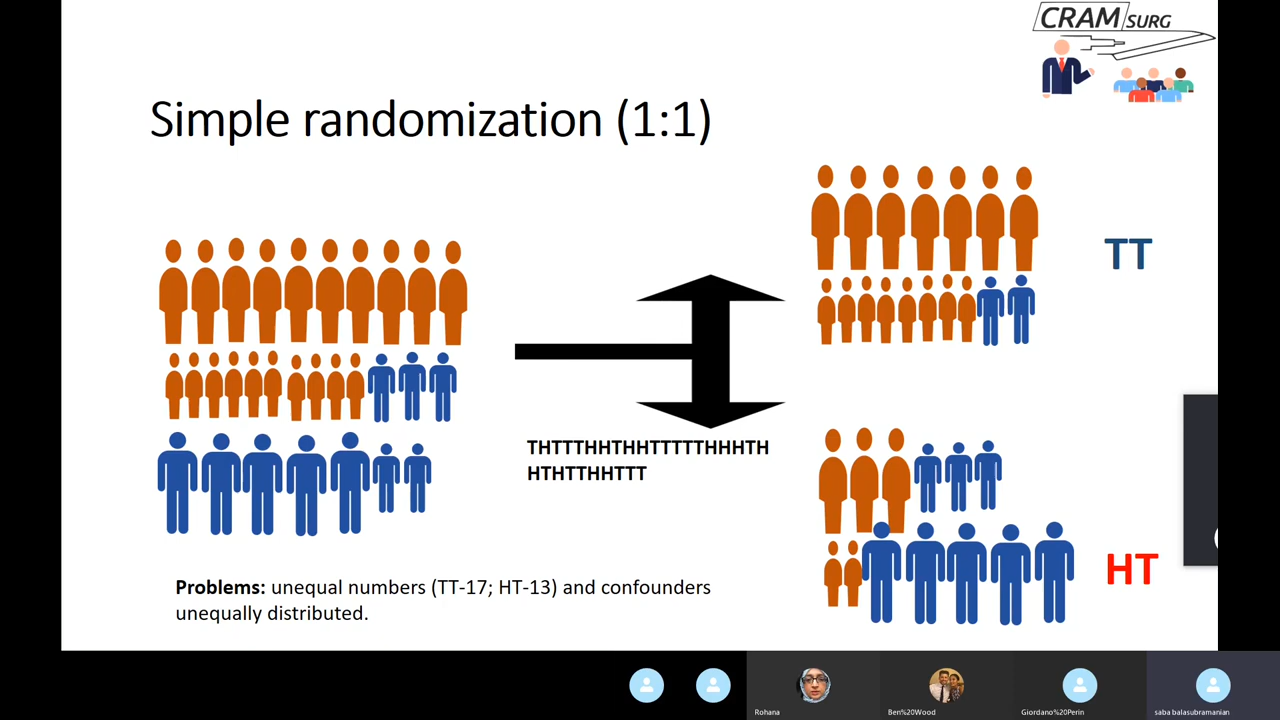 CRAM SURG
Simple randomization (1:1)
TT
THTTTHHTHHTTTTTHHHTH
HTHTTHHTTT
HT
Problems: unequal numbers (TT-17; HT-13) and confounders
unequally distributed.
Rohana
Ben%20Wood
Giordano%20Perin
saba balasubramanian